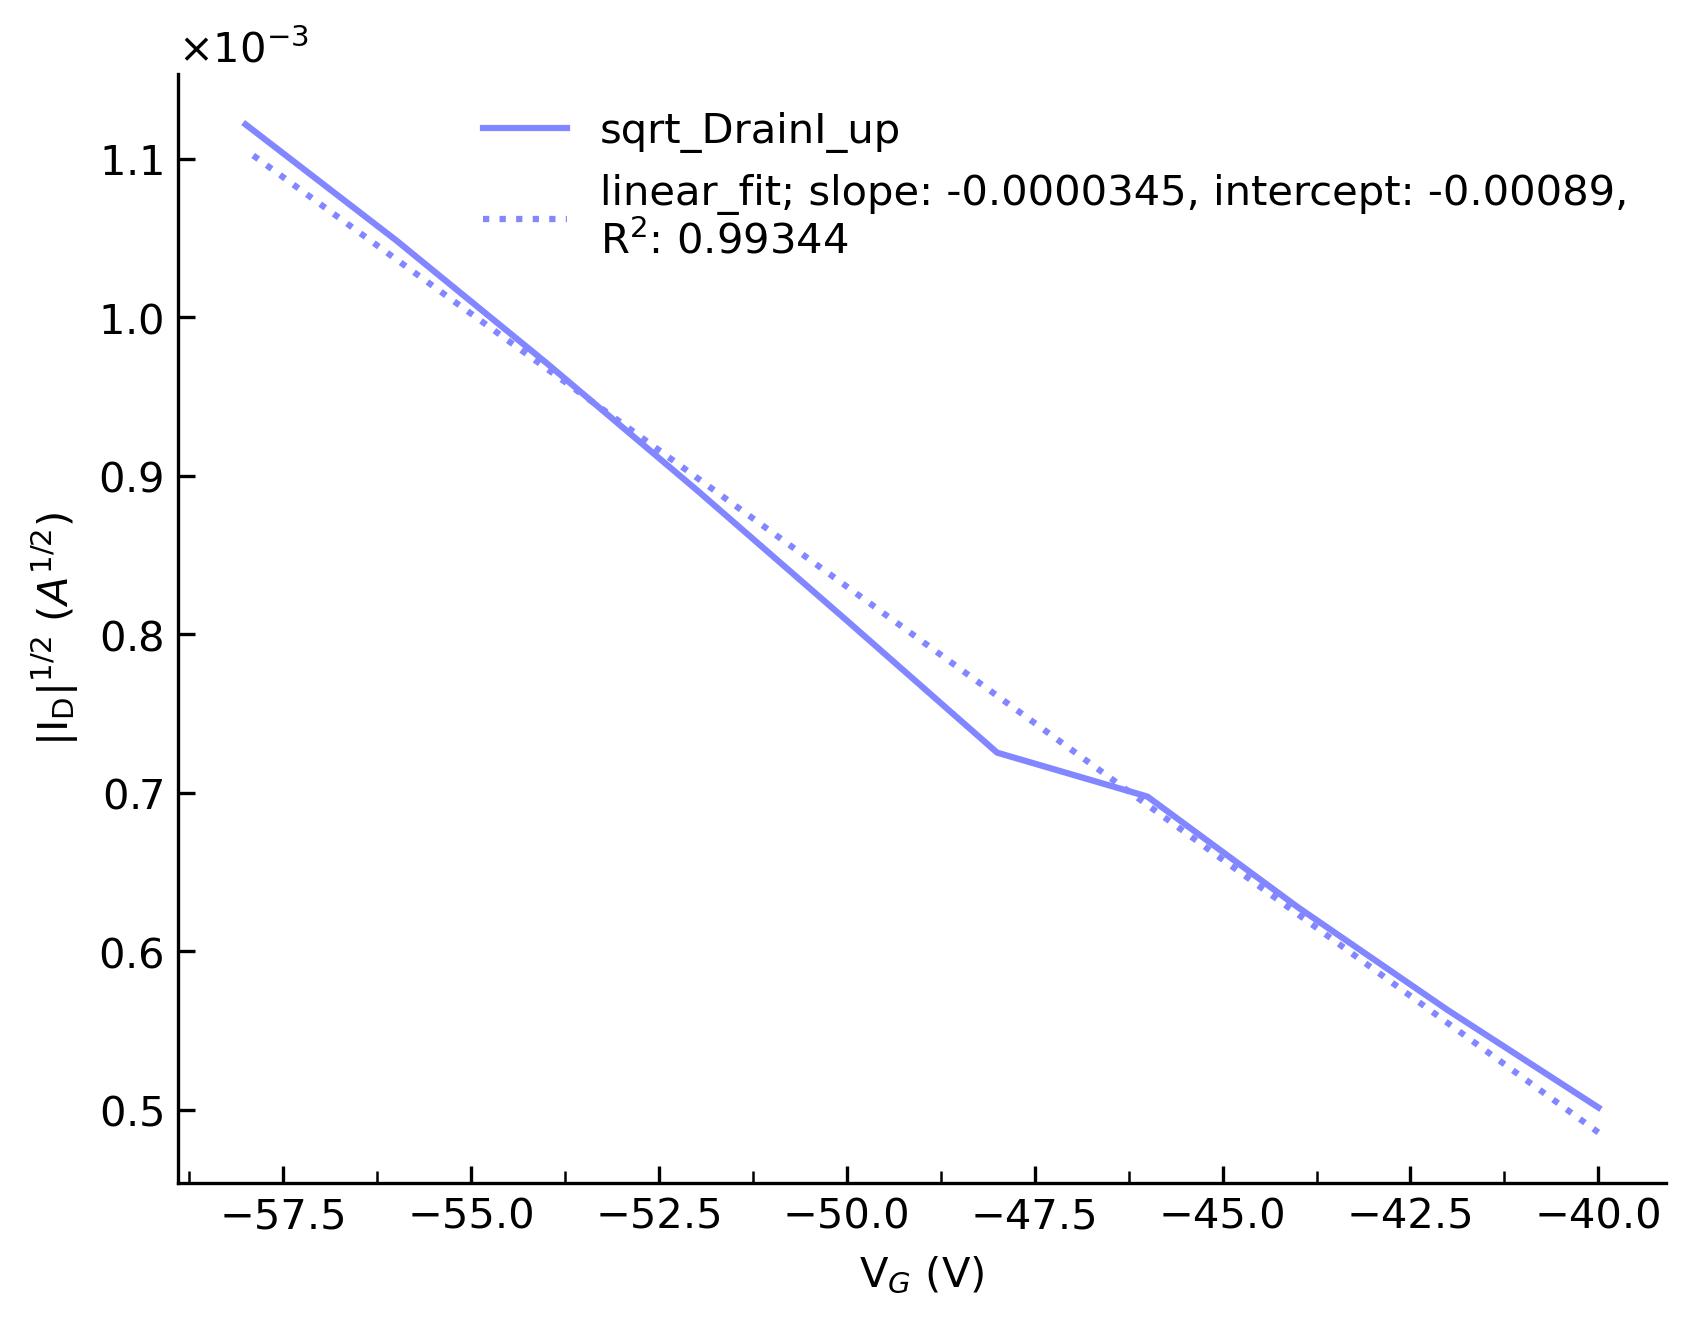 ×10⁻³
sqrt_DrainI_up
linear_fit; slope: -0.0000345, intercept: -0.00089,
R²: 0.99344
1.1
1.0
0.9
0.8
0.7
0.6
0.5
|I_D|^{1/2} (A^{1/2})
−57.5 −55.0 −52.5 −50.0 −47.5 −45.0 −42.5 −40.0
V_G (V)